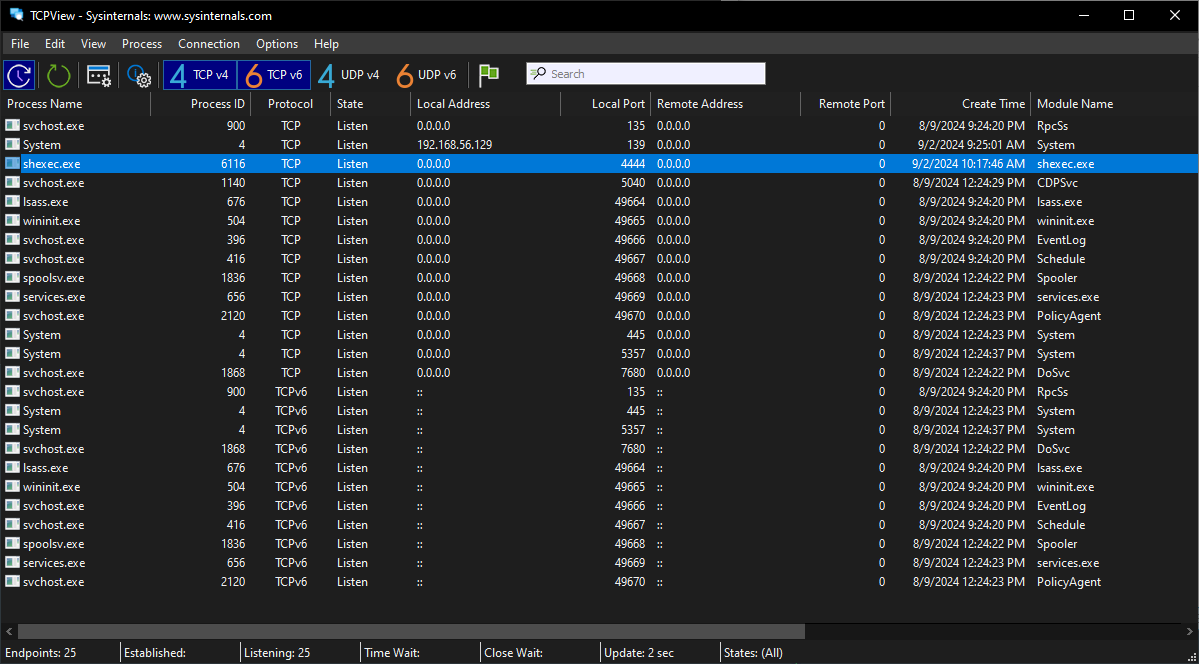 TCPView - Sysinternals: www.sysinternals.com
File Edit View Process Connection Options Help
4 TCP v4 6 TCP v6 4 UDP v4 6 UDP v6 Search
Process Name Process ID Protocol State Local Address Local Port Remote Address Remote Port Create Time Module Name
svchost.exe 900 TCP Listen 0.0.0.0 135 0.0.0.0 0 8/9/2024 9:24:20 PM RpcSs
System 4 TCP Listen 192.168.56.129 139 0.0.0.0 0 9/2/2024 9:25:01 AM System
shexec.exe 6116 TCP Listen 0.0.0.0 4444 0.0.0.0 0 9/2/2024 10:17:46 AM shexec.exe
svchost.exe 1140 TCP Listen 0.0.0.0 5040 0.0.0.0 0 8/9/2024 12:24:29 PM CDPSvc
lsass.exe 676 TCP Listen 0.0.0.0 49664 0.0.0.0 0 8/9/2024 9:24:20 PM lsass.exe
wininit.exe 504 TCP Listen 0.0.0.0 49665 0.0.0.0 0 8/9/2024 9:24:20 PM wininit.exe
svchost.exe 396 TCP Listen 0.0.0.0 49666 0.0.0.0 0 8/9/2024 9:24:20 PM EventLog
svchost.exe 416 TCP Listen 0.0.0.0 49667 0.0.0.0 0 8/9/2024 9:24:20 PM Schedule
spoolsv.exe 1836 TCP Listen 0.0.0.0 49668 0.0.0.0 0 8/9/2024 12:24:22 PM Spooler
services.exe 656 TCP Listen 0.0.0.0 49669 0.0.0.0 0 8/9/2024 12:24:23 PM services.exe
svchost.exe 2120 TCP Listen 0.0.0.0 49670 0.0.0.0 0 8/9/2024 12:24:23 PM PolicyAgent
System 4 TCP Listen 0.0.0.0 445 0.0.0.0 0 8/9/2024 12:24:23 PM System
System 4 TCP Listen 0.0.0.0 5357 0.0.0.0 0 8/9/2024 12:24:37 PM System
svchost.exe 1868 TCP Listen 0.0.0.0 7680 0.0.0.0 0 8/9/2024 12:24:22 PM DoSvc
svchost.exe 900 TCPv6 Listen :: 135 :: 0 8/9/2024 9:24:20 PM RpcSs
System 4 TCPv6 Listen :: 445 :: 0 8/9/2024 12:24:23 PM System
System 4 TCPv6 Listen :: 5357 :: 0 8/9/2024 12:24:37 PM System
svchost.exe 1868 TCPv6 Listen :: 7680 :: 0 8/9/2024 12:24:22 PM DoSvc
lsass.exe 676 TCPv6 Listen :: 49664 :: 0 8/9/2024 9:24:20 PM lsass.exe
wininit.exe 504 TCPv6 Listen :: 49665 :: 0 8/9/2024 9:24:20 PM wininit.exe
svchost.exe 396 TCPv6 Listen :: 49666 :: 0 8/9/2024 9:24:20 PM EventLog
svchost.exe 416 TCPv6 Listen :: 49667 :: 0 8/9/2024 9:24:20 PM Schedule
spoolsv.exe 1836 TCPv6 Listen :: 49668 :: 0 8/9/2024 12:24:22 PM Spooler
services.exe 656 TCPv6 Listen :: 49669 :: 0 8/9/2024 12:24:23 PM services.exe
svchost.exe 2120 TCPv6 Listen :: 49670 :: 0 8/9/2024 12:24:23 PM PolicyAgent
Endpoints: 25 Established: Listening: 25 Time Wait: Close Wait: Update: 2 sec States: (All)